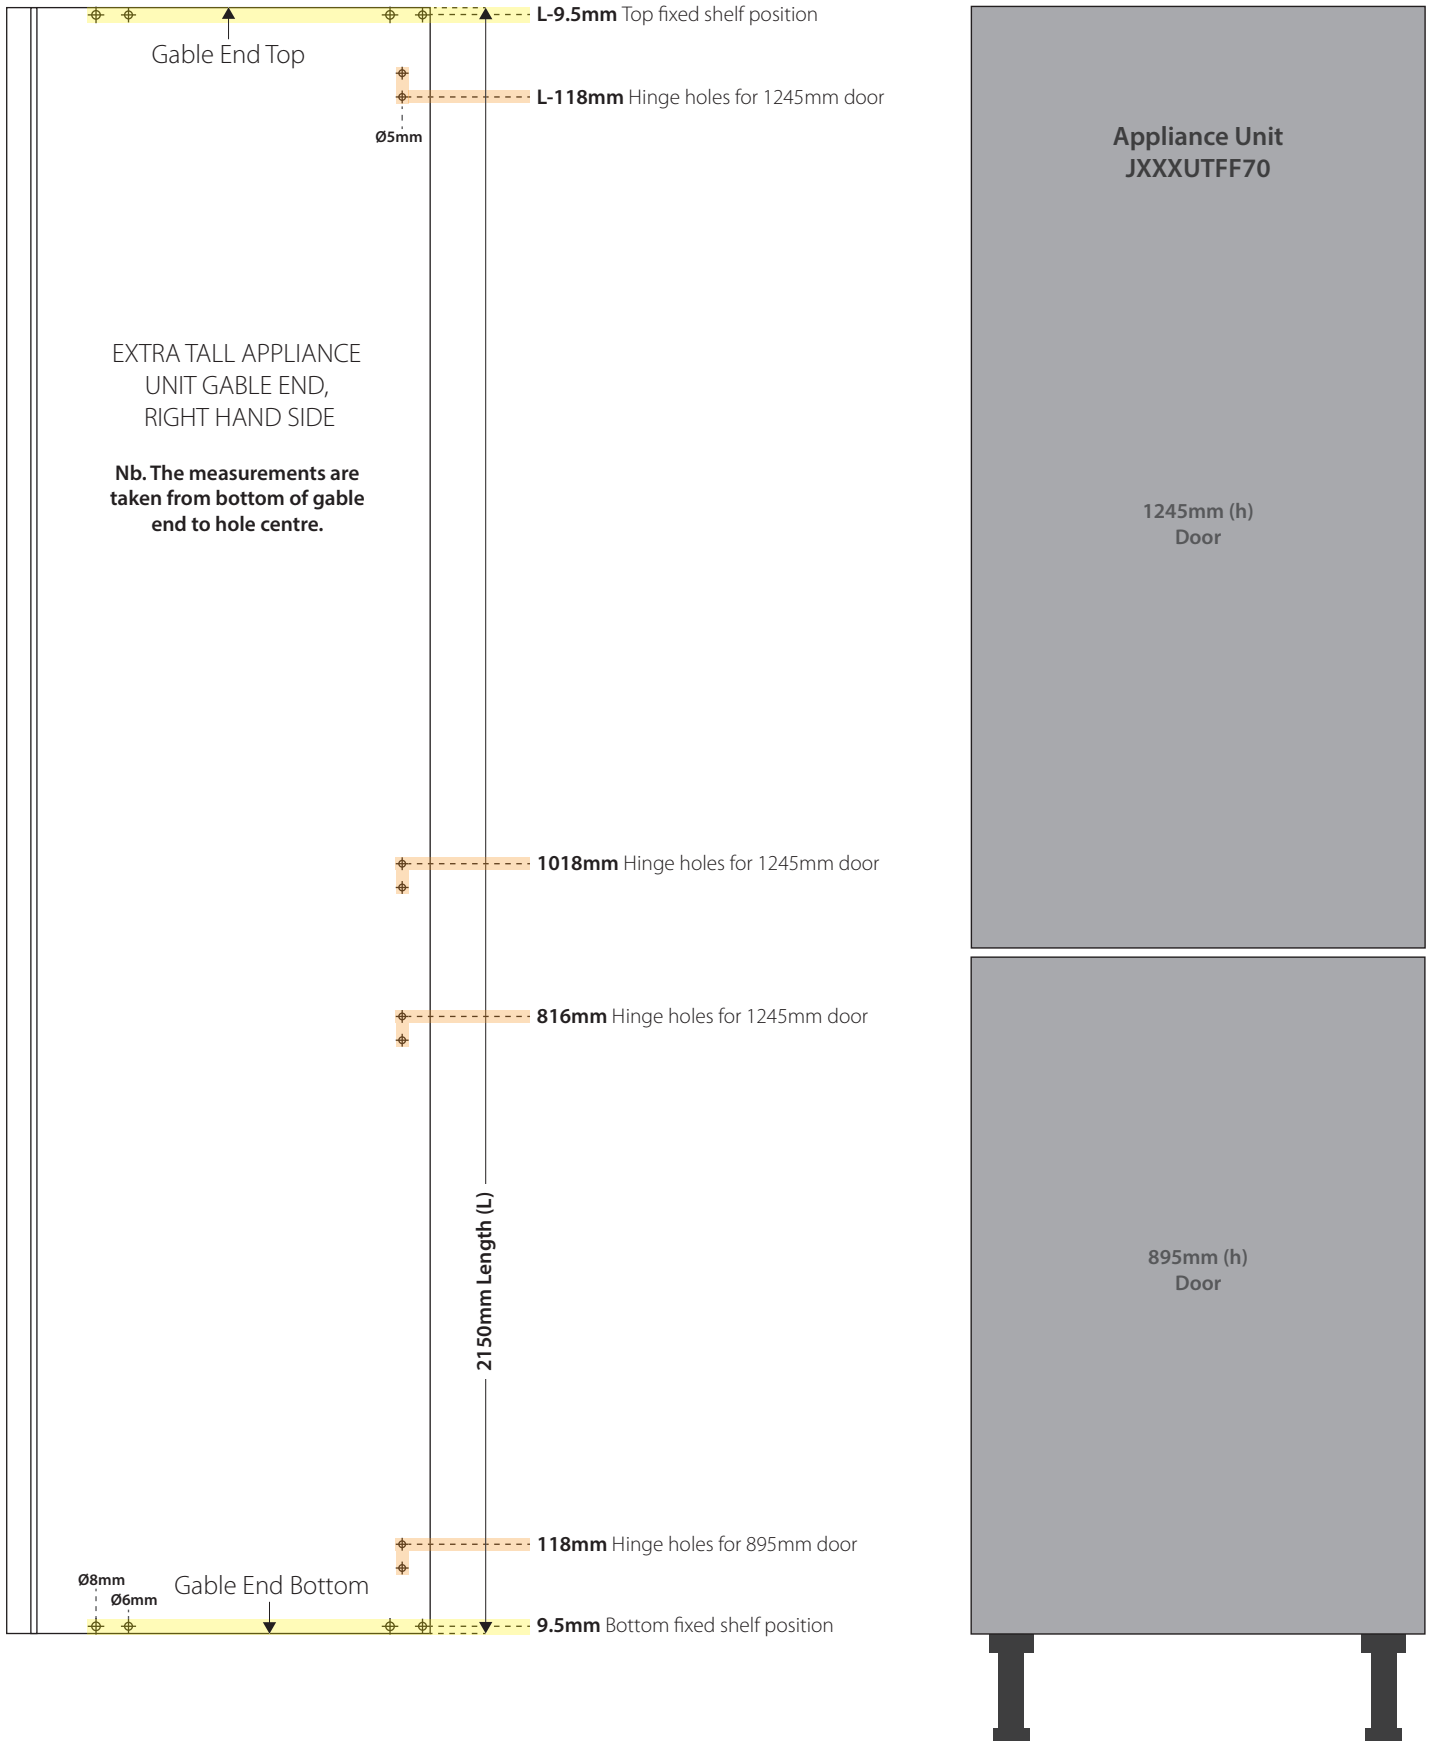 L-9.5mm Top fixed shelf position
Gable End Top
L-118mm Hinge holes for 1245mm door
Ø5mm
EXTRA TALL APPLIANCE
UNIT GABLE END,
RIGHT HAND SIDE
Nb. The measurements are
taken from bottom of gable
end to hole centre.
1018mm Hinge holes for 1245mm door
816mm Hinge holes for 1245mm door
2150mm Length (L)
118mm Hinge holes for 895mm door
Ø8mm
Ø6mm
Gable End Bottom
9.5mm Bottom fixed shelf position
Appliance Unit
JXXXUTFF70
1245mm (h)
Door
895mm (h)
Door